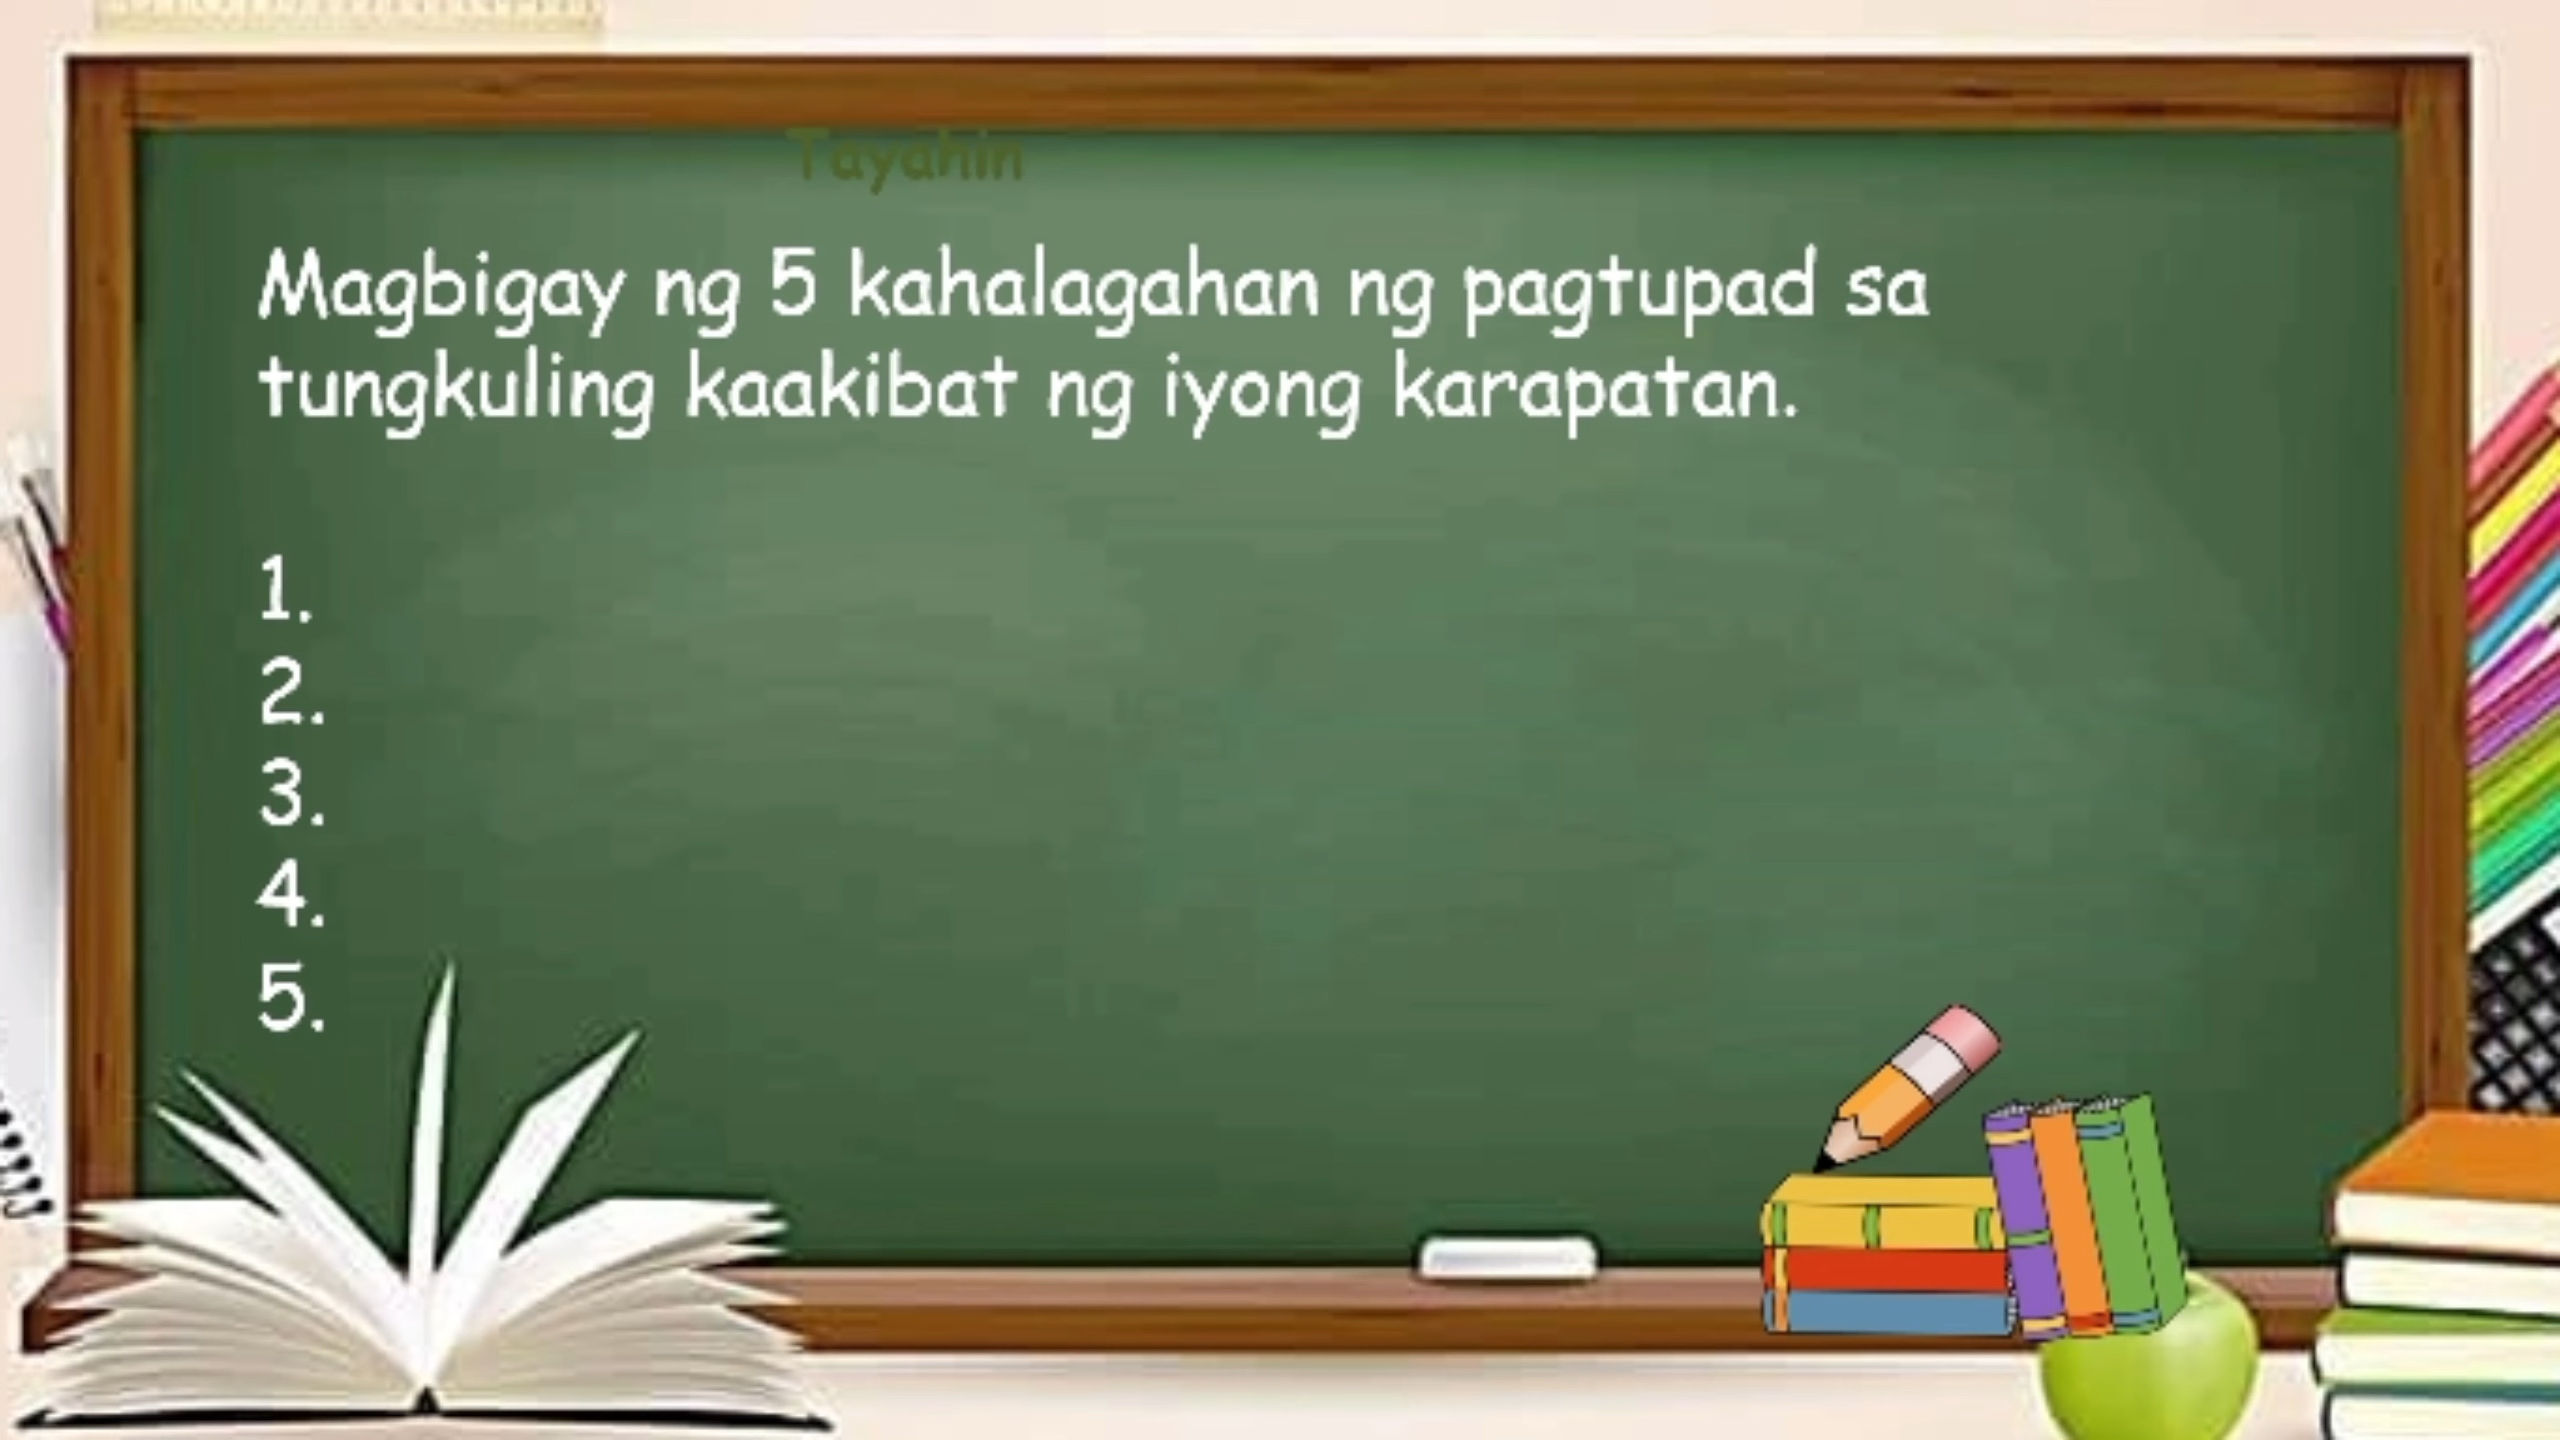 Tayahin
Magbigay ng 5 kahalagahan ng pagtupad sa
tungkuling kaakibat ng iyong karapatan.
1.
2.
3.
4.
5.